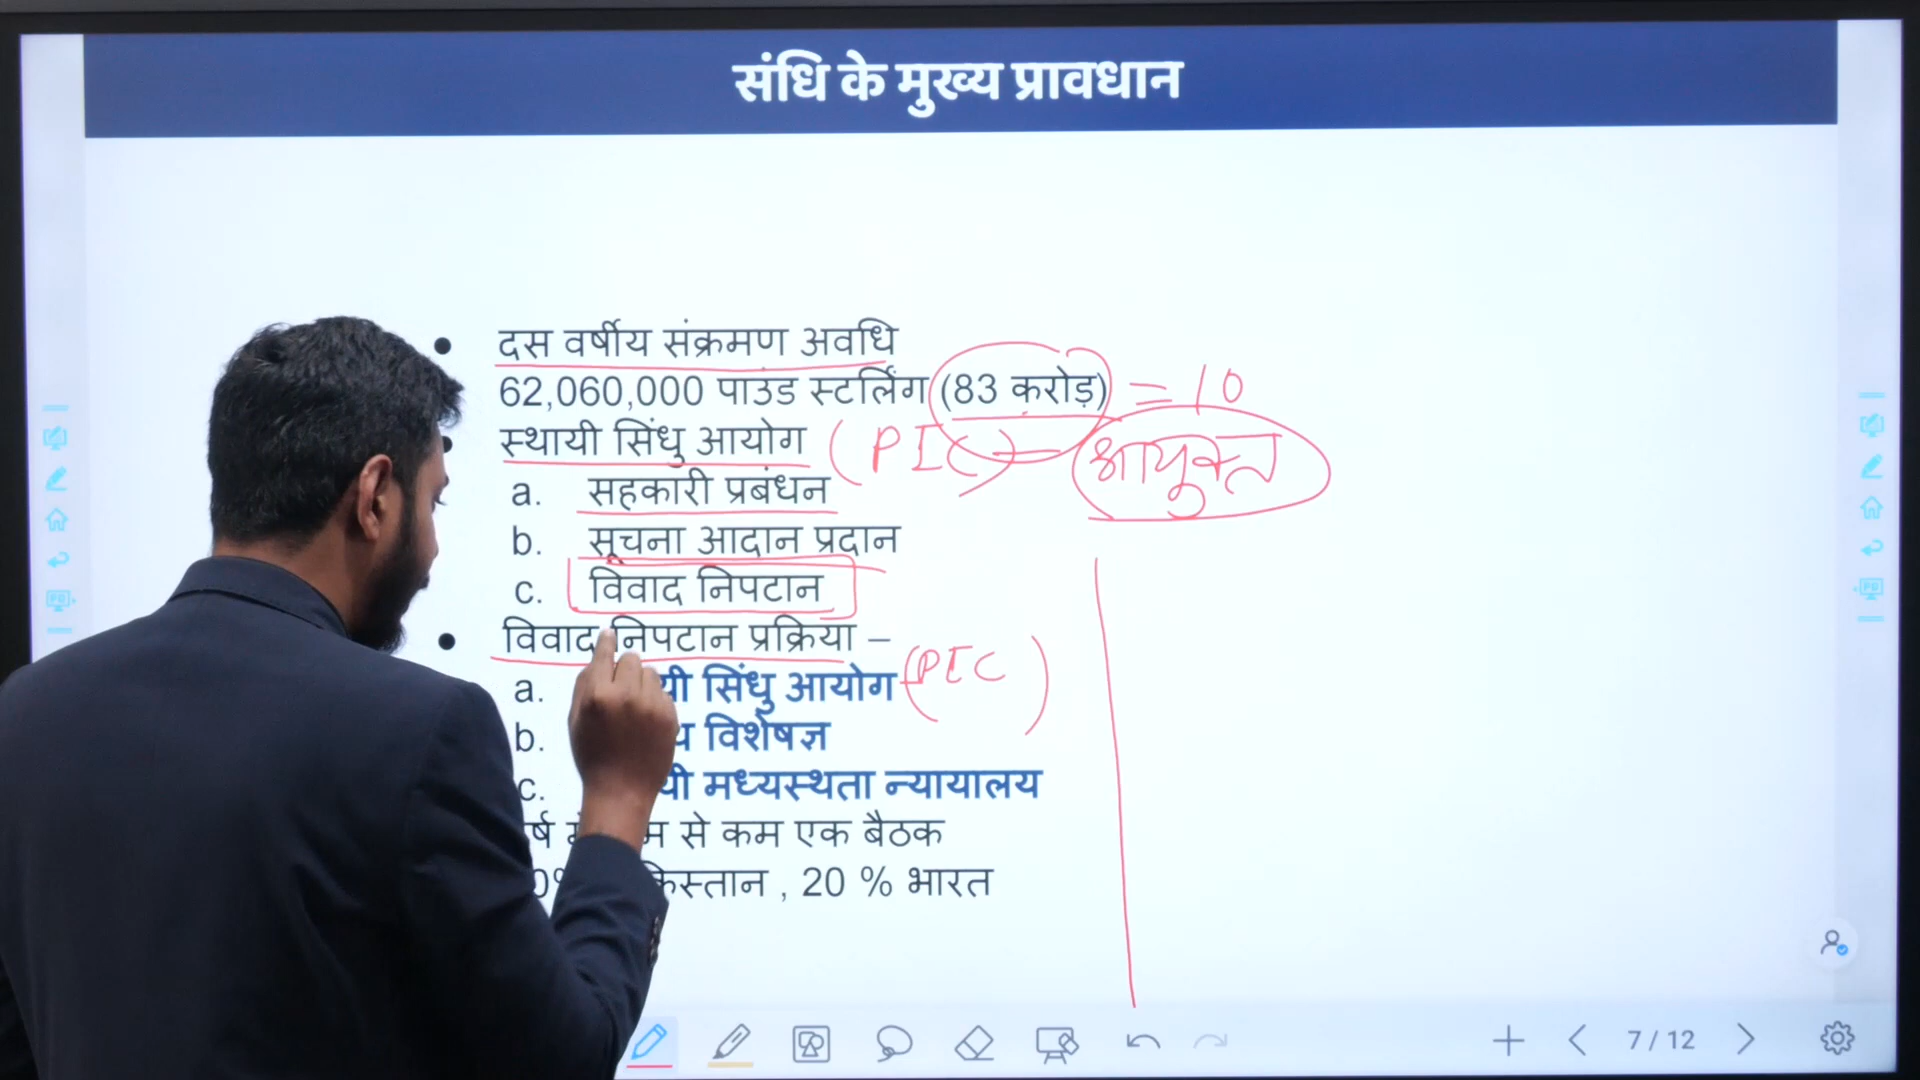 संधि के मुख्य प्रावधान
दस वर्षीय संक्रमण अवधि
62,060,000 पाउंड स्टर्लिंग (83 करोड़) = 10
स्थायी सिंधु आयोग (PIC) – आयुक्त
a. सहकारी प्रबंधन
b. सूचना आदान प्रदान
c. विवाद निपटान
विवाद निपटान प्रक्रिया –
a. सिंधु आयोग (PIC)
b. विशेषज्ञ
c. मध्यस्थता न्यायालय
से कम एक बैठक
, 20 % भारत
7 / 12